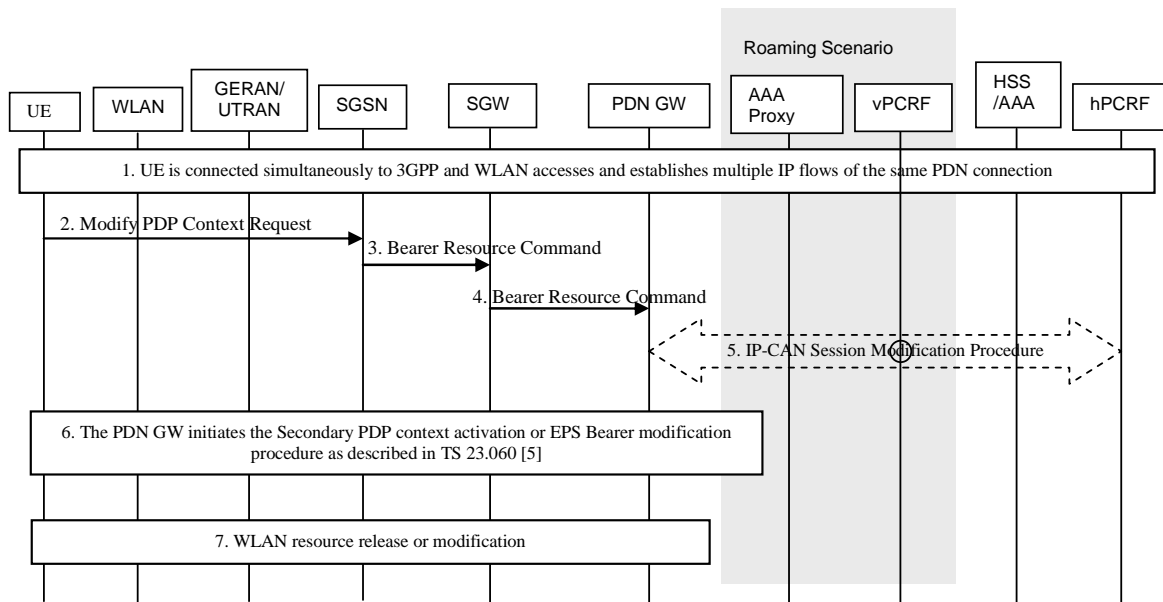 Roaming Scenario
UE
WLAN
GERAN/
UTRAN
SGSN
SGW
PDN GW
AAA
Proxy
vPCRF
HSS
/AAA
hPCRF
1. UE is connected simultaneously to 3GPP and WLAN accesses and establishes multiple IP flows of the same PDN connection
2. Modify PDP Context Request
3. Bearer Resource Command
4. Bearer Resource Command
5. IP-CAN Session Modification Procedure
6. The PDN GW initiates the Secondary PDP context activation or EPS Bearer modification
procedure as described in TS 23.060 [5]
7. WLAN resource release or modification